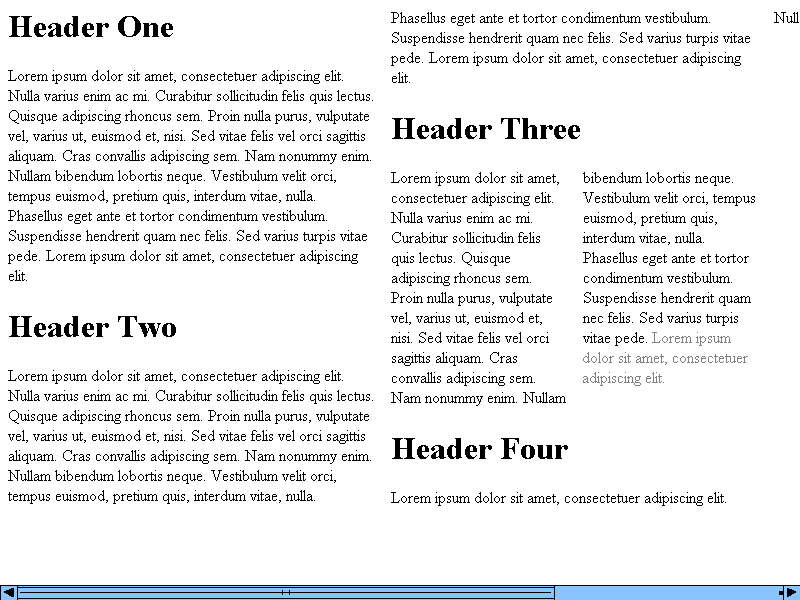 Header One
Lorem ipsum dolor sit amet, consectetuer adipiscing elit.
Nulla varius enim ac mi. Curabitur sollicitudin felis quis lectus.
Quisque adipiscing rhoncus sem. Proin nulla purus, vulputate
vel, varius ut, euismod et, nisi. Sed vitae felis vel orci sagittis
aliquam. Cras convallis adipiscing sem. Nam nonummy enim.
Nullam bibendum lobortis neque. Vestibulum velit orci,
tempus euismod, pretium quis, interdum vitae, nulla.
Phasellus eget ante et tortor condimentum vestibulum.
Suspendisse hendrerit quam nec felis. Sed varius turpis vitae
pede. Lorem ipsum dolor sit amet, consectetuer adipiscing
elit.
Header Two
Lorem ipsum dolor sit amet, consectetuer adipiscing elit.
Nulla varius enim ac mi. Curabitur sollicitudin felis quis lectus.
Quisque adipiscing rhoncus sem. Proin nulla purus, vulputate
vel, varius ut, euismod et, nisi. Sed vitae felis vel orci sagittis
aliquam. Cras convallis adipiscing sem. Nam nonummy enim.
Nullam bibendum lobortis neque. Vestibulum velit orci,
tempus euismod, pretium quis, interdum vitae, nulla.
Phasellus eget ante et tortor condimentum vestibulum.
Suspendisse hendrerit quam nec felis. Sed varius turpis vitae
pede. Lorem ipsum dolor sit amet, consectetuer adipiscing
elit.
Header Three
Lorem ipsum dolor sit amet,
consectetuer adipiscing elit.
Nulla varius enim ac mi.
Curabitur sollicitudin felis
quis lectus. Quisque
adipiscing rhoncus sem.
Proin nulla purus, vulputate
vel, varius ut, euismod et,
nisi. Sed vitae felis vel orci
sagittis aliquam. Cras
convallis adipiscing sem.
Nam nonummy enim. Nullam
bibendum lobortis neque.
Vestibulum velit orci, tempus
euismod, pretium quis,
interdum vitae, nulla.
Phasellus eget ante et tortor
condimentum vestibulum.
Suspendisse hendrerit quam
nec felis. Sed varius turpis
vitae pede. Lorem ipsum
dolor sit amet, consectetuer
adipiscing elit.
Header Four
Lorem ipsum dolor sit amet, consectetuer adipiscing elit.
Null